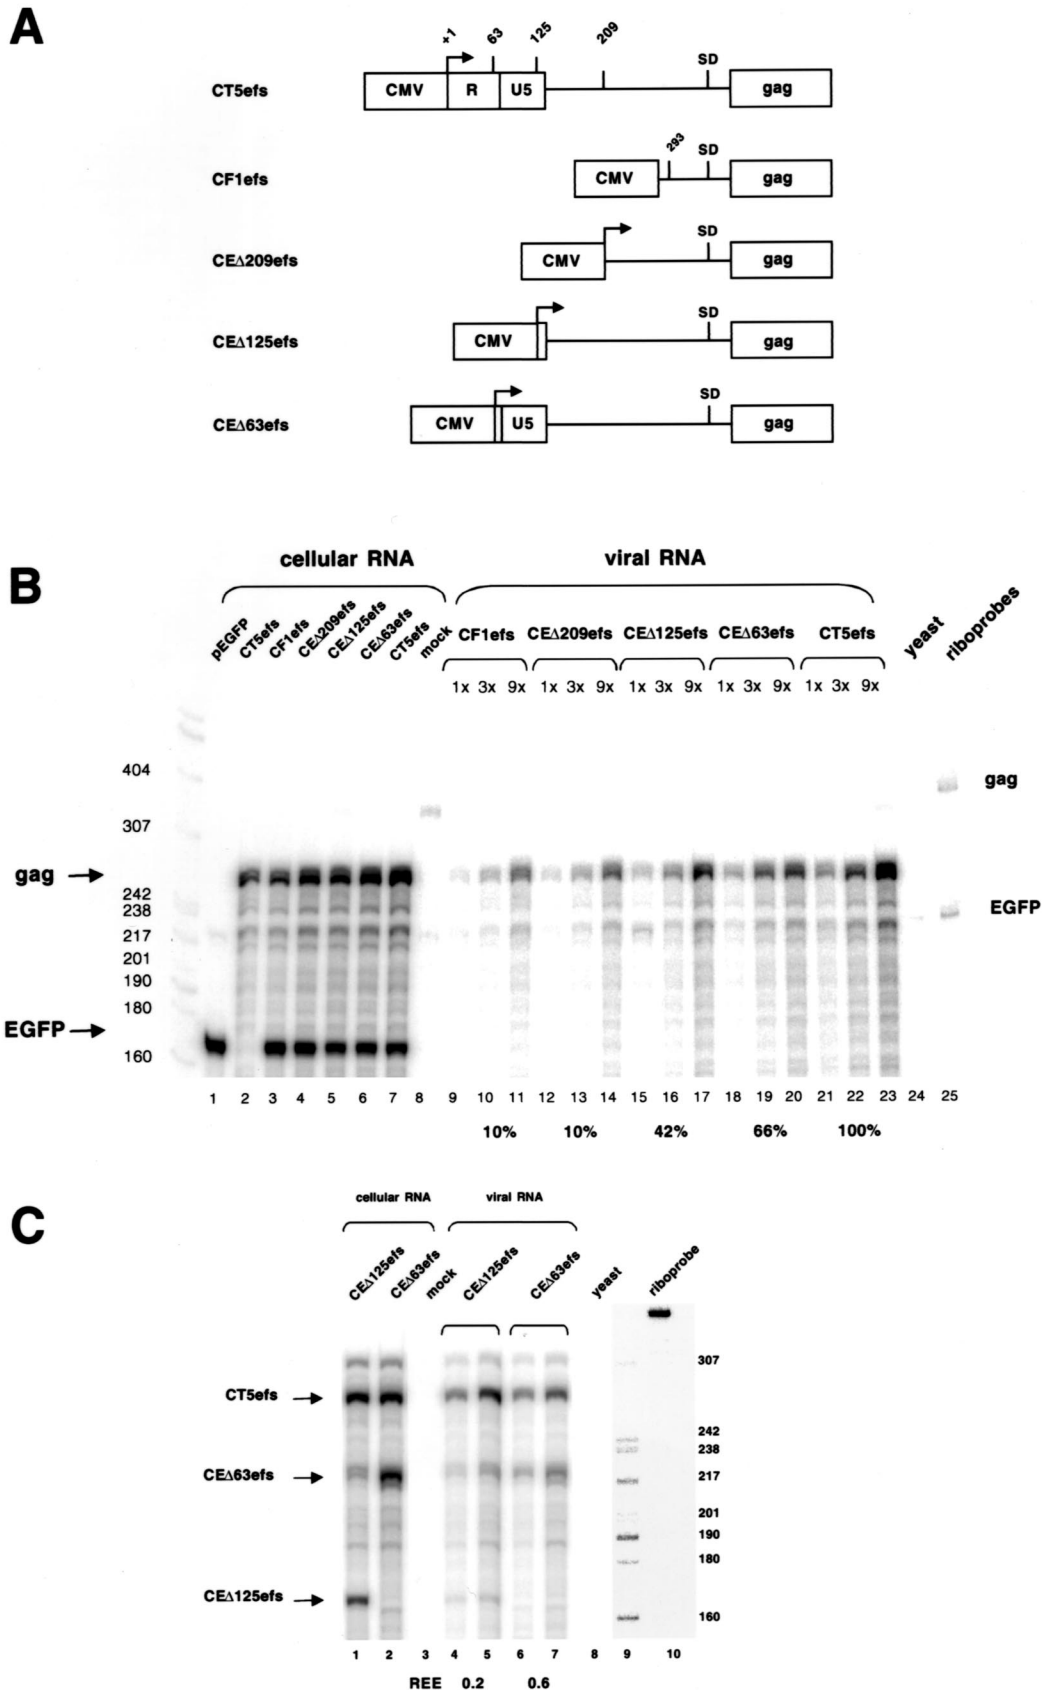 A
+1 63 125 209 SD
CT5efs CMV R U5 gag
293 SD
CF1efs CMV gag
SD
CEΔ209efs CMV gag
SD
CEΔ125efs CMV gag
SD
CEΔ63efs CMV U5 gag
B
cellular RNA viral RNA
pEGFP CT5efs CF1efs CEΔ209efs CEΔ125efs CEΔ63efs CT5efs mock CF1efs CEΔ209efs CEΔ125efs CEΔ63efs CT5efs yeast riboprobes
1x 3x 9x 1x 3x 9x 1x 3x 9x 1x 3x 9x 1x 3x 9x
404
gag
307
gag
242
238
EGFP
217
201
190
180
EGFP
160
1 2 3 4 5 6 7 8 9 10 11 12 13 14 15 16 17 18 19 20 21 22 23 24 25
10% 10% 42% 66% 100%
C
cellular RNA viral RNA
CEΔ125efs CEΔ63efs mock CEΔ125efs CEΔ63efs yeast riboprobe
307
CT5efs
242
238
CEΔ63efs
217
201
190
180
CEΔ125efs
160
1 2 3 4 5 6 7 8 9 10
REE 0.2 0.6